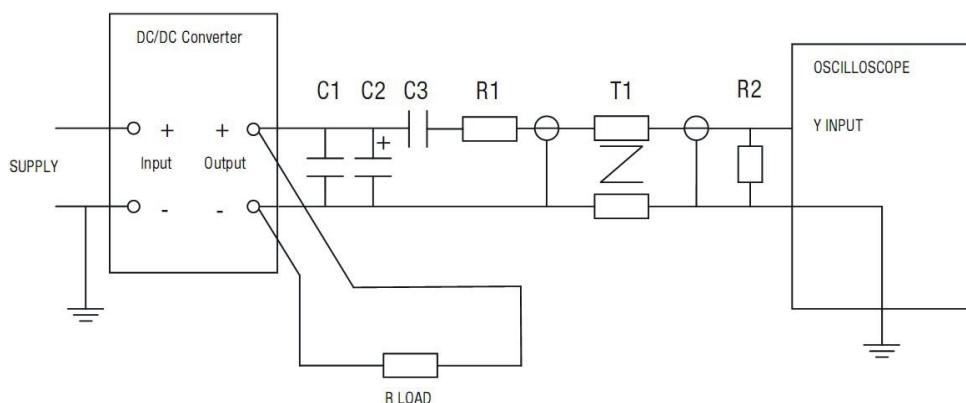 DC/DC Converter
OSCILLOSCOPE
C1 C2 C3 R1 T1 R2
+ + + Y INPUT
SUPPLY Input Output
- -
R LOAD